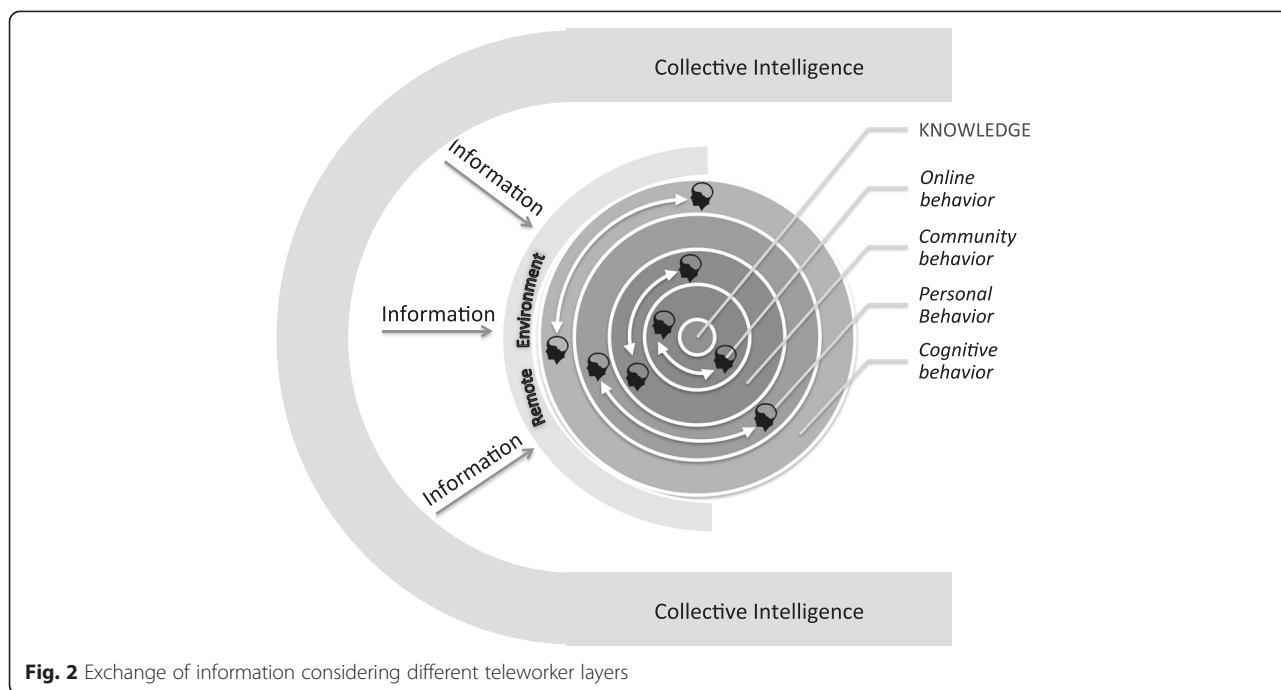 Collective Intelligence
KNOWLEDGE
Information
Online
behavior
Community
behavior
Remote Environment
Information
Personal
Behavior
Cognitive
behavior
Information
Collective Intelligence
Fig. 2 Exchange of information considering different teleworker layers